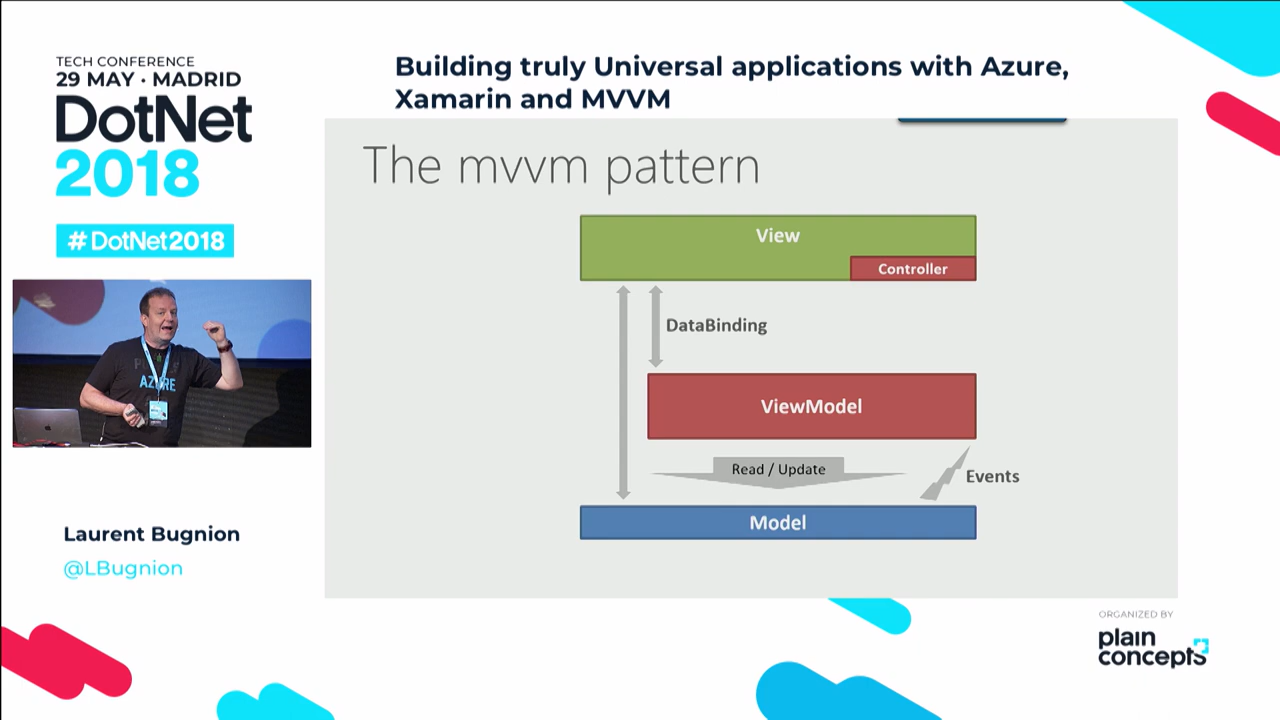 TECH CONFERENCE
29 MAY · MADRID
DotNet
2018
#DotNet2018
Building truly Universal applications with Azure,
Xamarin and MVVM
The mvvm pattern
View
Controller
DataBinding
ViewModel
Read / Update
Events
Model
AZURE
Laurent Bugnion
@LBugnion
ORGANIZED BY
plain
concepts